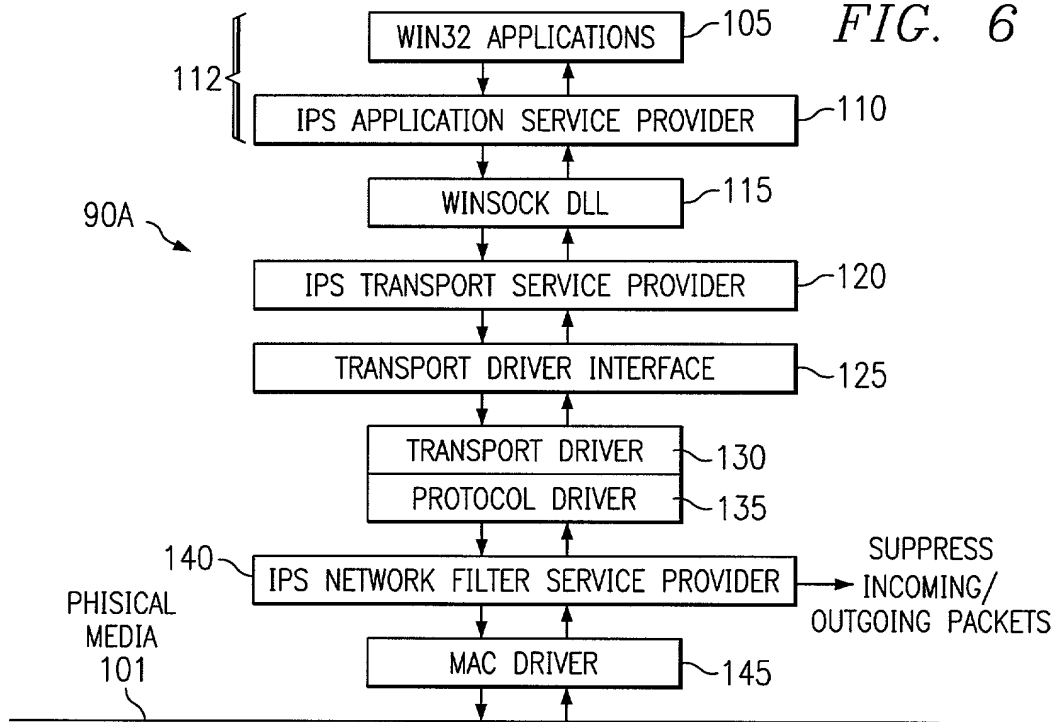 FIG. 6
WIN32 APPLICATIONS
105
112
IPS APPLICATION SERVICE PROVIDER
110
WINSOCK DLL
115
90A
IPS TRANSPORT SERVICE PROVIDER
120
TRANSPORT DRIVER INTERFACE
125
TRANSPORT DRIVER
130
PROTOCOL DRIVER
135
140
IPS NETWORK FILTER SERVICE PROVIDER
SUPPRESS
INCOMING/
OUTGOING PACKETS
PHISICAL
MEDIA
101
MAC DRIVER
145